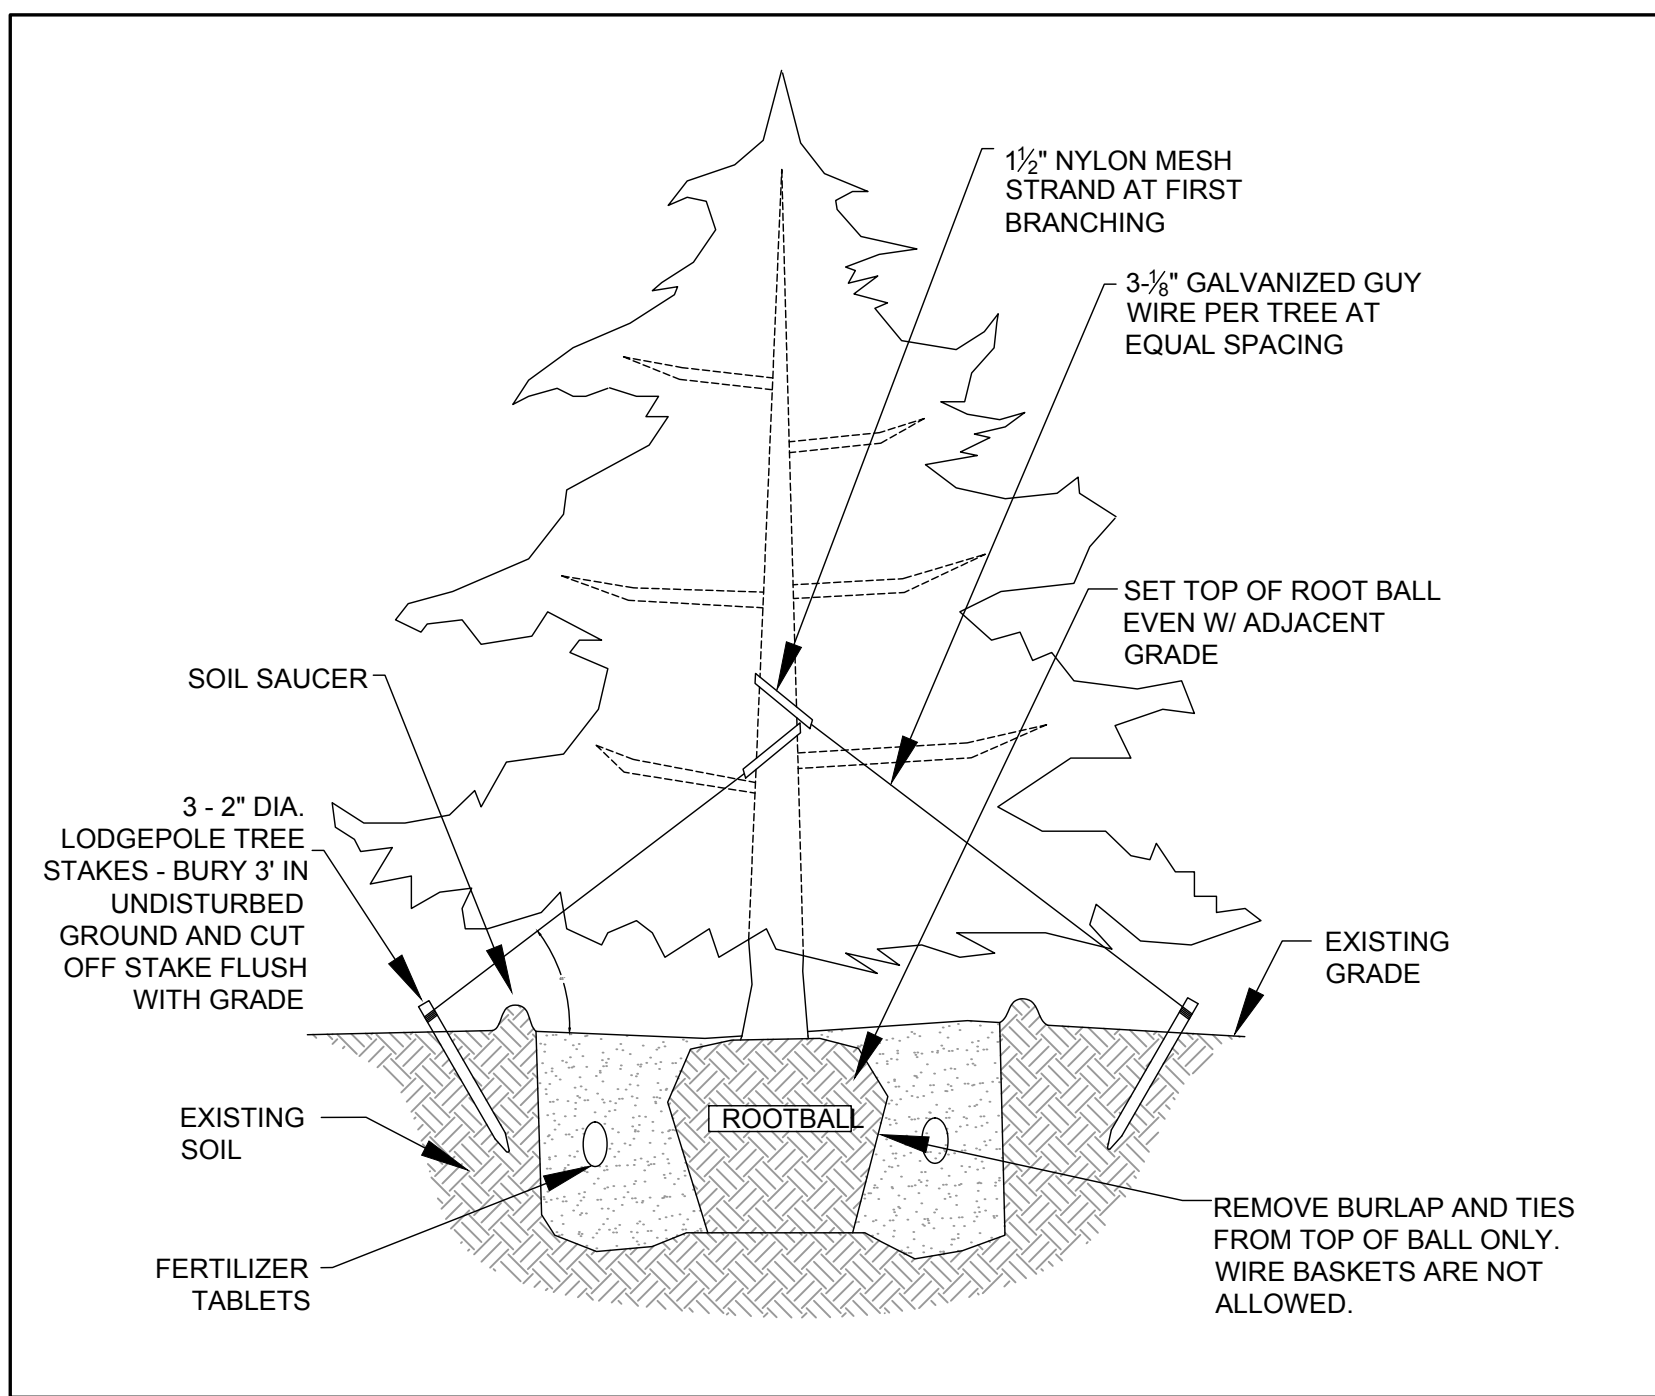 1½" NYLON MESH
STRAND AT FIRST
BRANCHING
3-⅛" GALVANIZED GUY
WIRE PER TREE AT
EQUAL SPACING
SET TOP OF ROOT BALL
EVEN W/ ADJACENT
GRADE
SOIL SAUCER
3 - 2" DIA.
LODGEPOLE TREE
STAKES - BURY 3' IN
UNDISTURBED
GROUND AND CUT
OFF STAKE FLUSH
WITH GRADE
EXISTING
GRADE
EXISTING
SOIL
ROOTBALL
FERTILIZER
TABLETS
REMOVE BURLAP AND TIES
FROM TOP OF BALL ONLY.
WIRE BASKETS ARE NOT
ALLOWED.